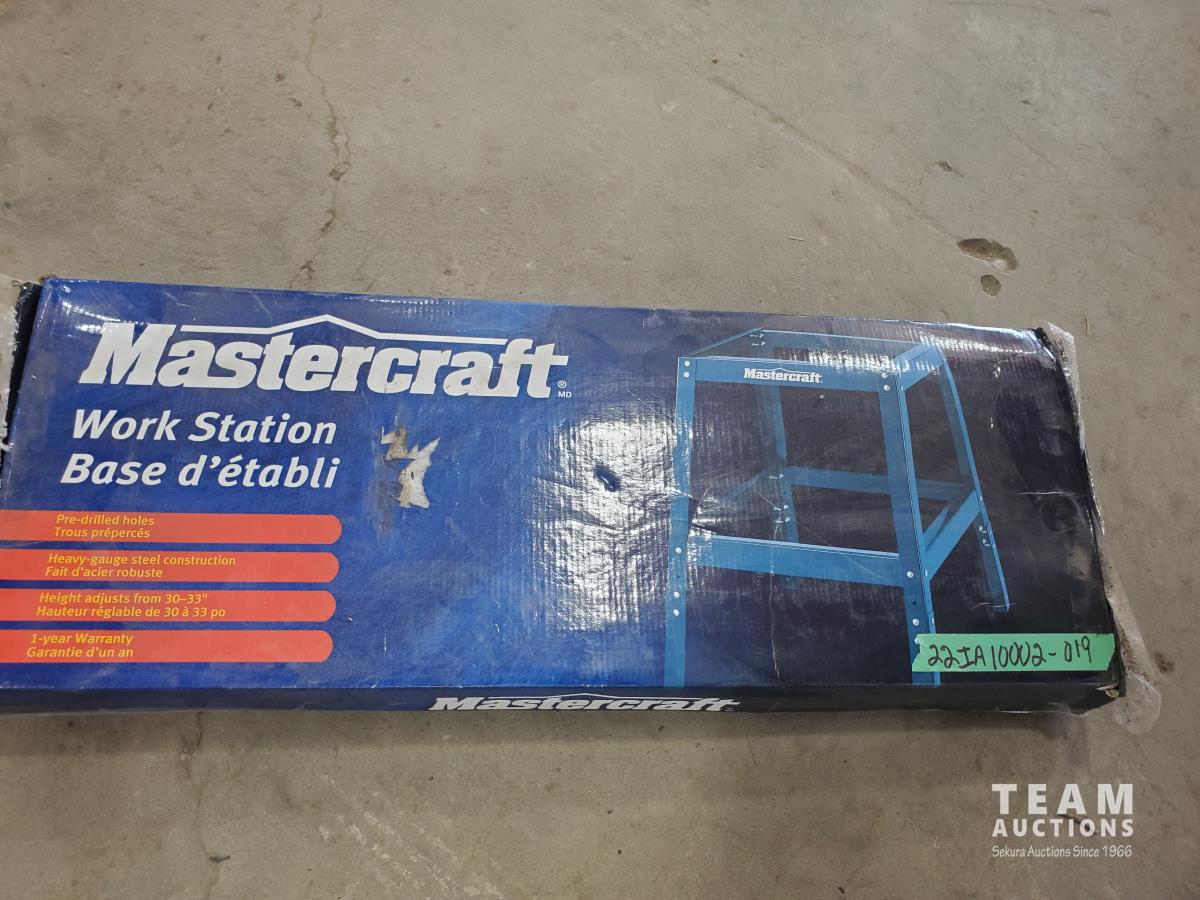 Mastercraft
® MD
Work Station
Base d'établi
Pre-drilled holes
Trous prépercés
Heavy-gauge steel construction
Fait d'acier robuste
Height adjusts from 30–33"
Hauteur réglable de 30 à 33 po
1-year Warranty
Garantie d'un an
Mastercraft
22JA10002-019
Mastercraft
TEAM
AUCTIONS
Sekura Auctions Since 1966